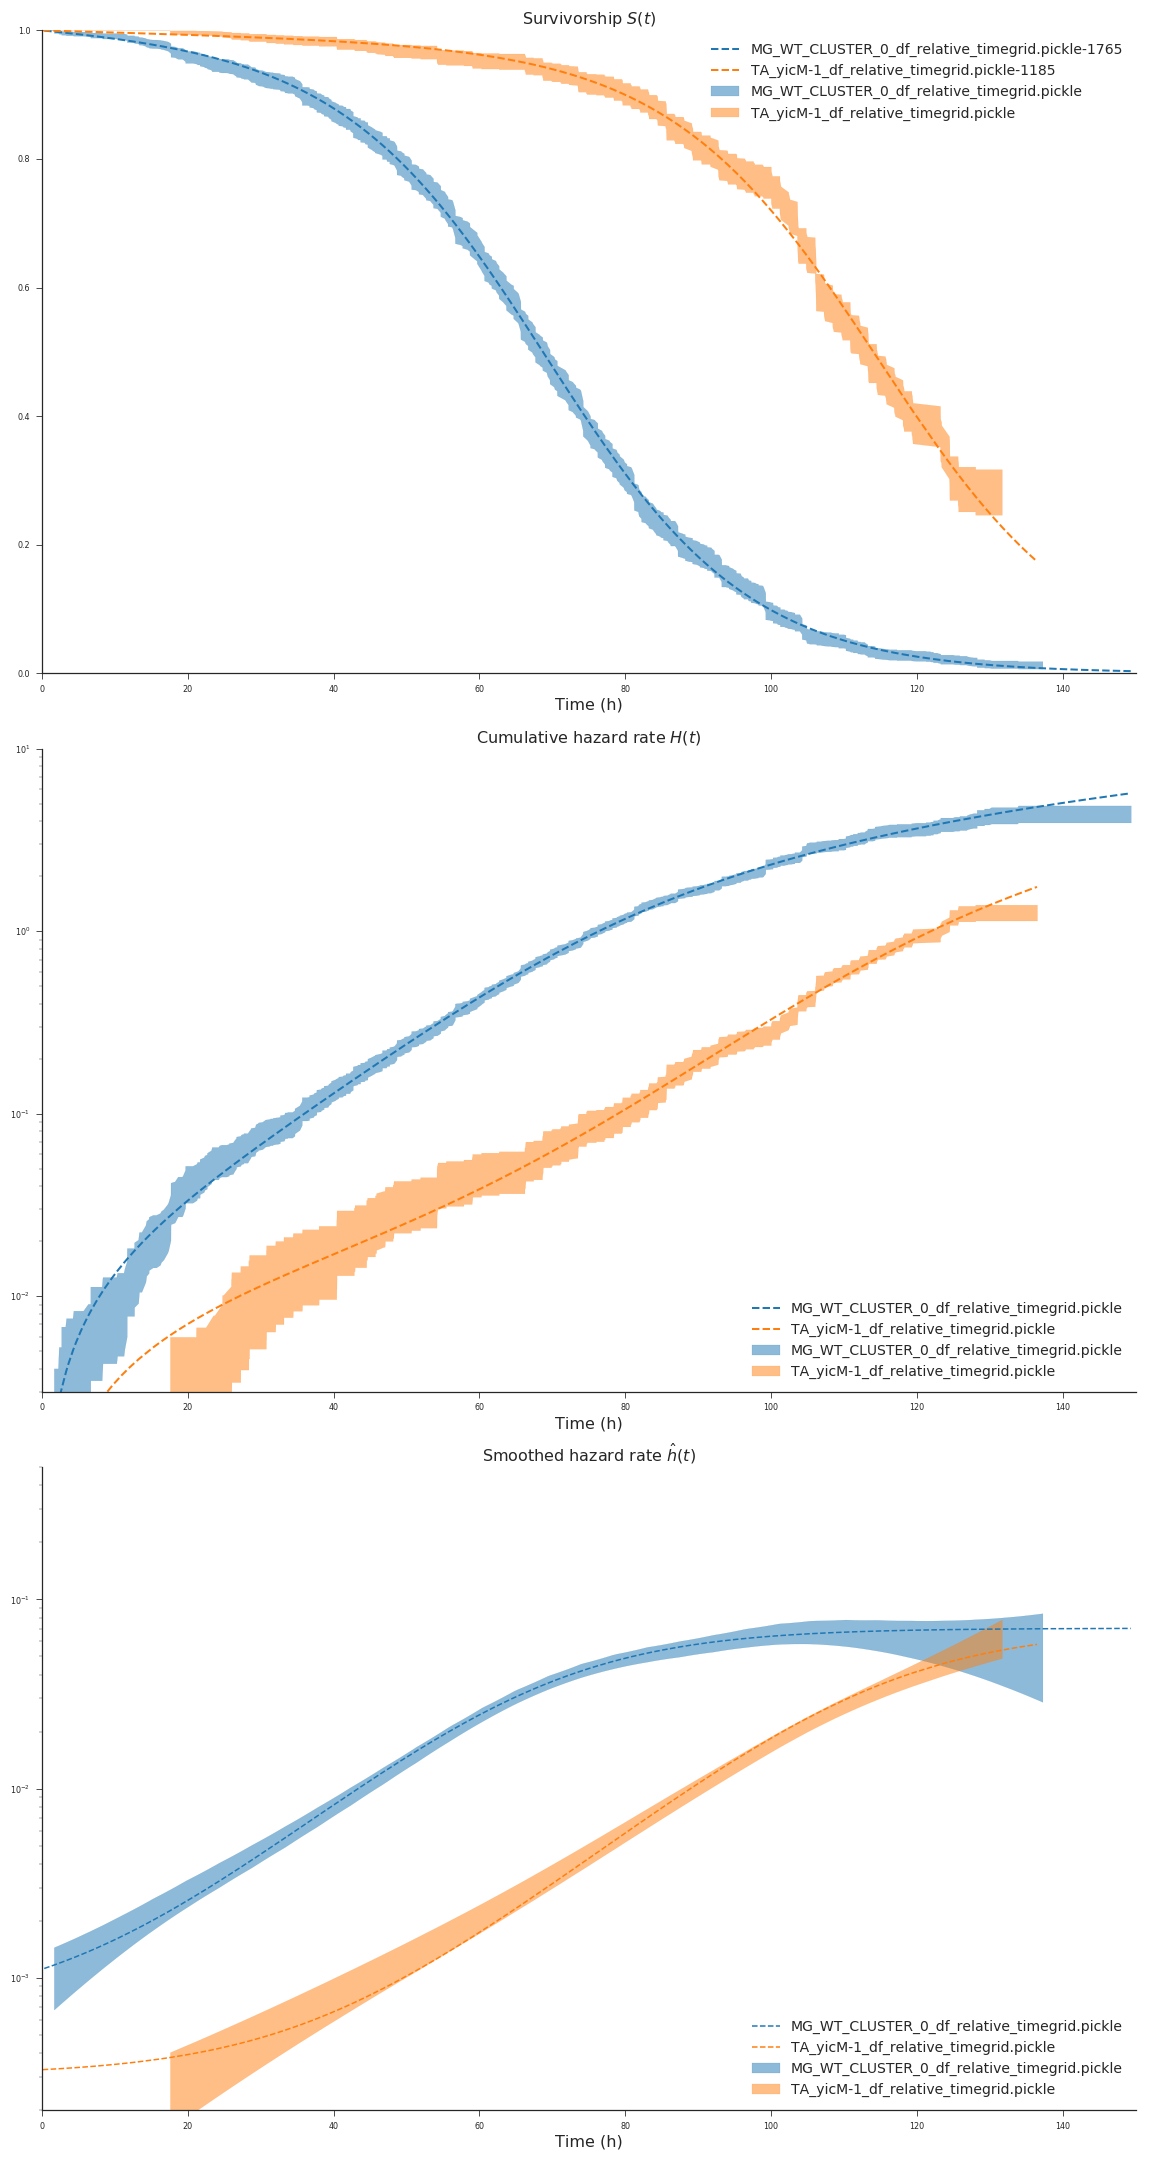 Survivorship S(t)
1.0
0.8
0.6
0.4
0.2
0.0
MG_WT_CLUSTER_0_df_relative_timegrid.pickle-1765
TA_yicM-1_df_relative_timegrid.pickle-1185
MG_WT_CLUSTER_0_df_relative_timegrid.pickle
TA_yicM-1_df_relative_timegrid.pickle
0 20 40 60 80 100 120 140
Time (h)
Cumulative hazard rate H(t)
10¹
10⁰
10⁻¹
10⁻²
MG_WT_CLUSTER_0_df_relative_timegrid.pickle
TA_yicM-1_df_relative_timegrid.pickle
MG_WT_CLUSTER_0_df_relative_timegrid.pickle
TA_yicM-1_df_relative_timegrid.pickle
0 20 40 60 80 100 120 140
Time (h)
Smoothed hazard rate ĥ(t)
10⁻¹
10⁻²
10⁻³
MG_WT_CLUSTER_0_df_relative_timegrid.pickle
TA_yicM-1_df_relative_timegrid.pickle
MG_WT_CLUSTER_0_df_relative_timegrid.pickle
TA_yicM-1_df_relative_timegrid.pickle
0 20 40 60 80 100 120 140
Time (h)